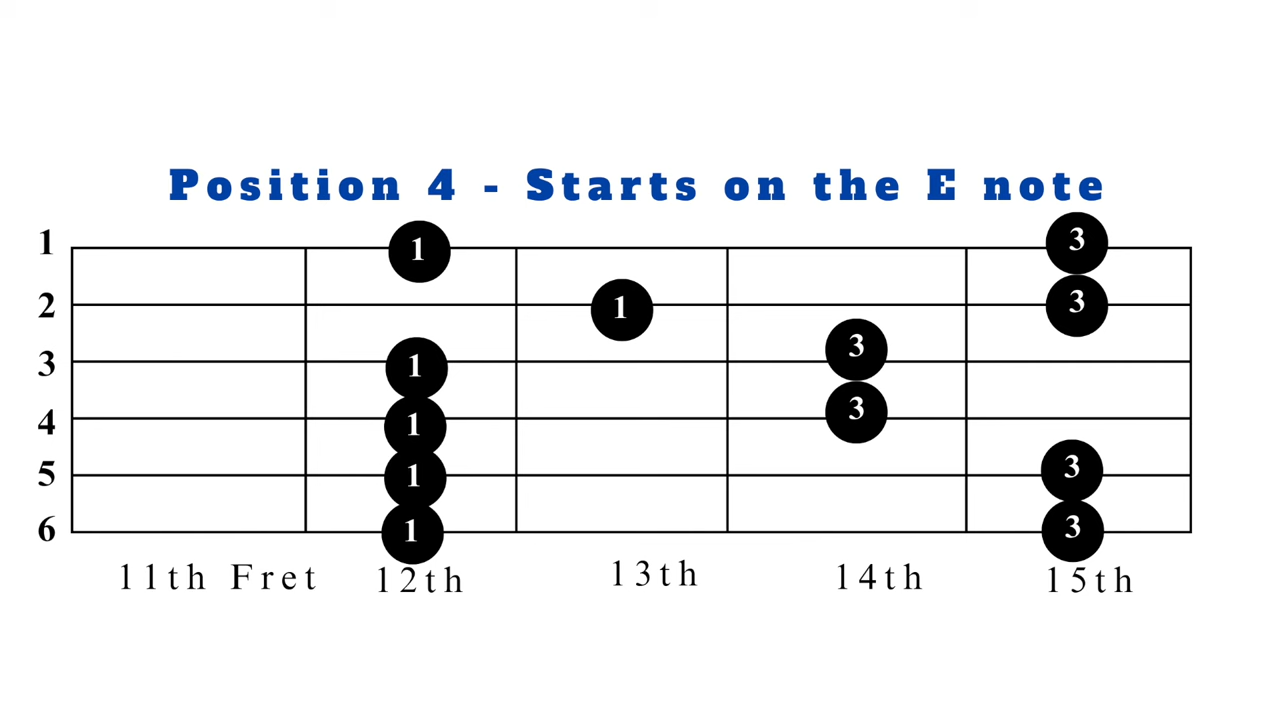 Position 4 - Starts on the E note
1 1 3
2 1 3
3 1 3
4 1 3
5 1 3
6 1 3
11th Fret 12th 13th 14th 15th